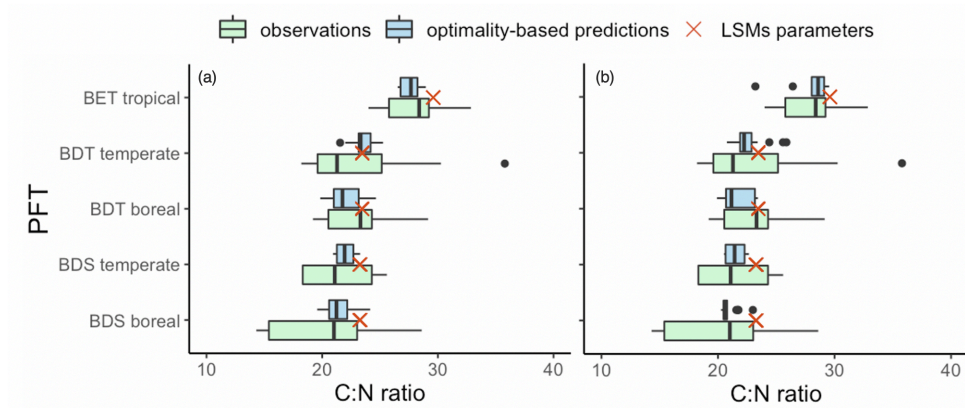 observations optimality-based predictions LSMs parameters
(a) (b)
BET tropical
BDT temperate
BDT boreal
BDS temperate
BDS boreal
PFT
10 20 30 40 10 20 30 40
C:N ratio C:N ratio